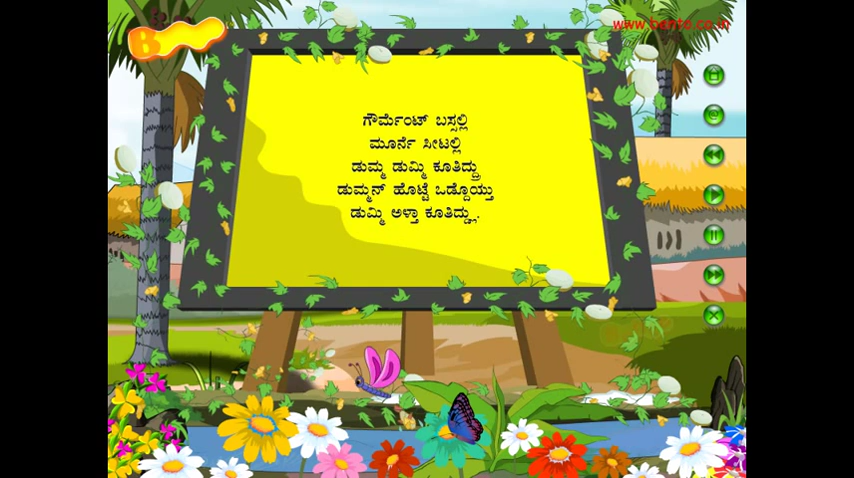 www.bento.co.in
ಗೌರ್ಮೆಂಟ್ ಬಸ್ಸಲ್ಲಿ
ಮೂರ್ನೆ ಸೀಟಲ್ಲಿ
ಡುಮ್ಮ ಡುಮ್ಮಿ ಕೂತಿದ್ದ್ರು
ಡುಮ್ಮನ್ ಹೊಟ್ಟೆ ಒಡ್ದೊಯ್ತು
ಡುಮ್ಮಿ ಅಳ್ತಾ ಕೂತಿದ್ಲು.